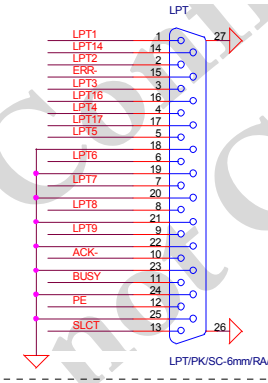 LPT
LPT1 1 27
LPT14 14
LPT2 2
ERR- 15
LPT3 3
LPT16 16
LPT4 4
LPT17 17
LPT5 5
18
LPT6 6
19
LPT7 7
20
LPT8 8
21
LPT9 9
22
ACK- 10
23
BUSY 11
24
PE 12
25
SLCT 13 26
LPT/PK/SC-6mm/RA/